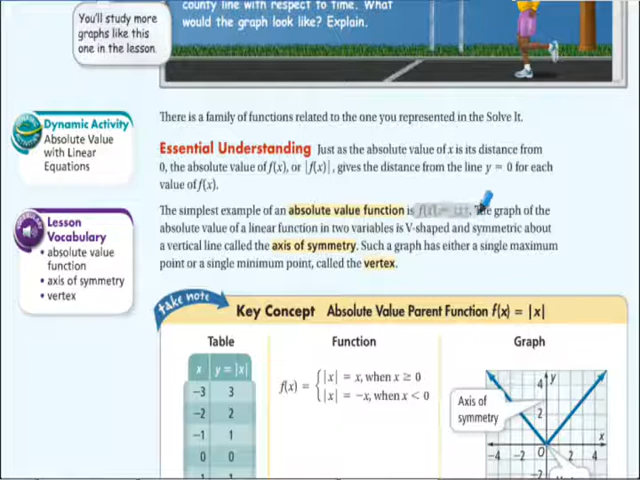 county line with respect to time. What
would the graph look like? Explain.
You'll study more
graphs like this
one in the lesson.
There is a family of functions related to the one you represented in the Solve It.
Dynamic Activity
Absolute Value
with Linear
Equations
Essential Understanding Just as the absolute value of x is its distance from
0, the absolute value of f(x), or |f(x)|, gives the distance from the line y = 0 for each
value of f(x).
The simplest example of an absolute value function is The graph of the
absolute value of a linear function in two variables is V-shaped and symmetric about
a vertical line called the axis of symmetry. Such a graph has either a single maximum
point or a single minimum point, called the vertex.
Lesson
Vocabulary
• absolute value
function
• axis of symmetry
• vertex
take note
Key Concept Absolute Value Parent Function f(x) = |x|
Table
x y = |x|
−3 3
−2 2
−1 1
0 0
1 1
Function
f(x) = { |x| = x, when x ≥ 0
|x| = −x, when x < 0
Graph
Axis of
symmetry
4 y
2
x
−4 −2 O 2 4
−2